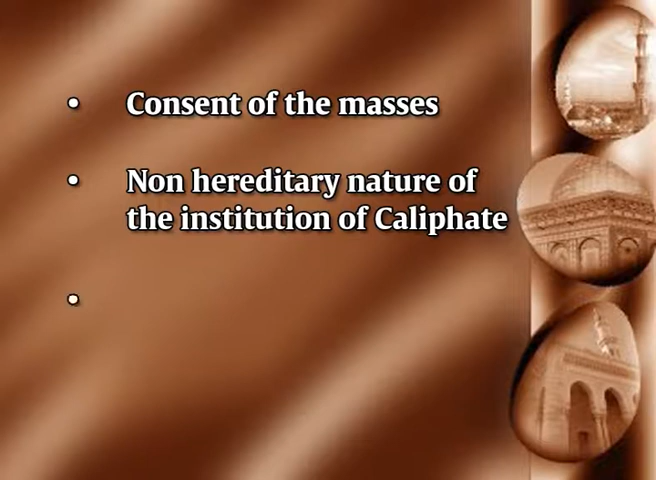 • Consent of the masses
• Non hereditary nature of
the institution of Caliphate
•